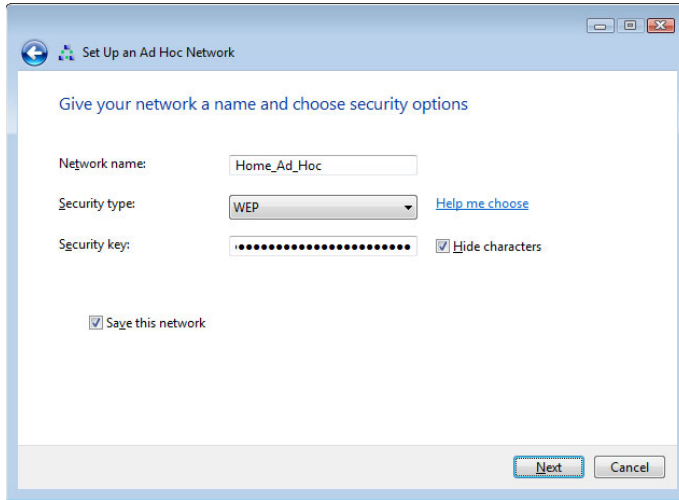 Set Up an Ad Hoc Network
Give your network a name and choose security options
Network name: Home_Ad_Hoc
Security type: WEP Help me choose
Security key: ●●●●●●●●●●●●●●●●●●●●●●●● Hide characters
Save this network
Next Cancel